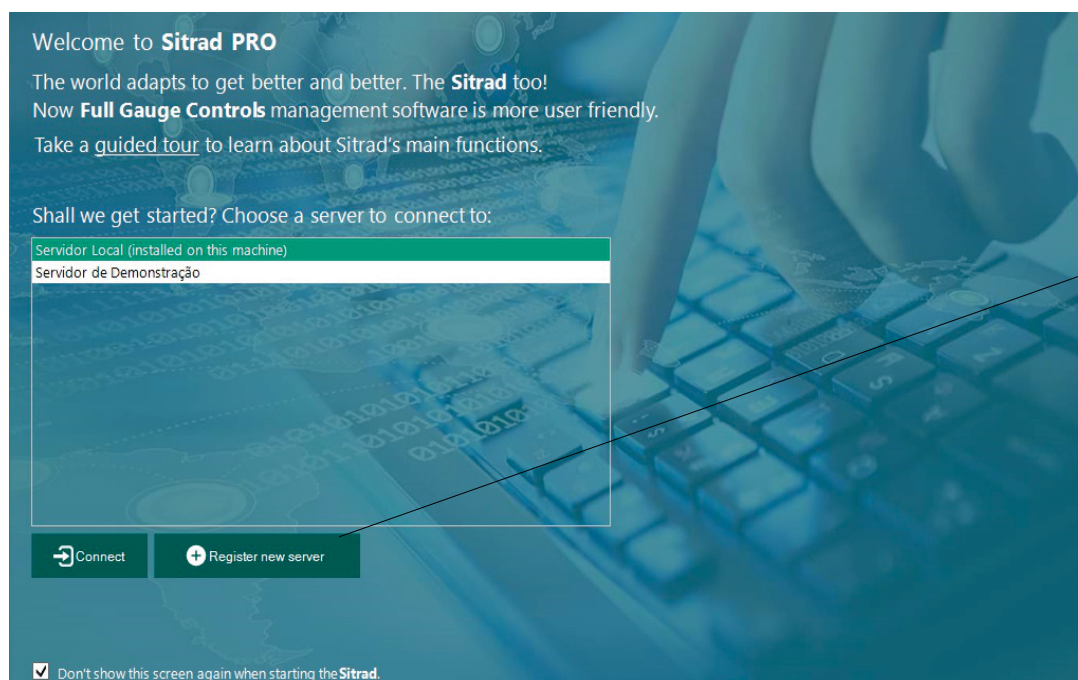 Welcome to Sitrad PRO
The world adapts to get better and better. The Sitrad too!
Now Full Gauge Controls management software is more user friendly.
Take a guided tour to learn about Sitrad's main functions.
Shall we get started? Choose a server to connect to:
Servidor Local (installed on this machine)
Servidor de Demonstração
Connect
Register new server
Don't show this screen again when starting the Sitrad.